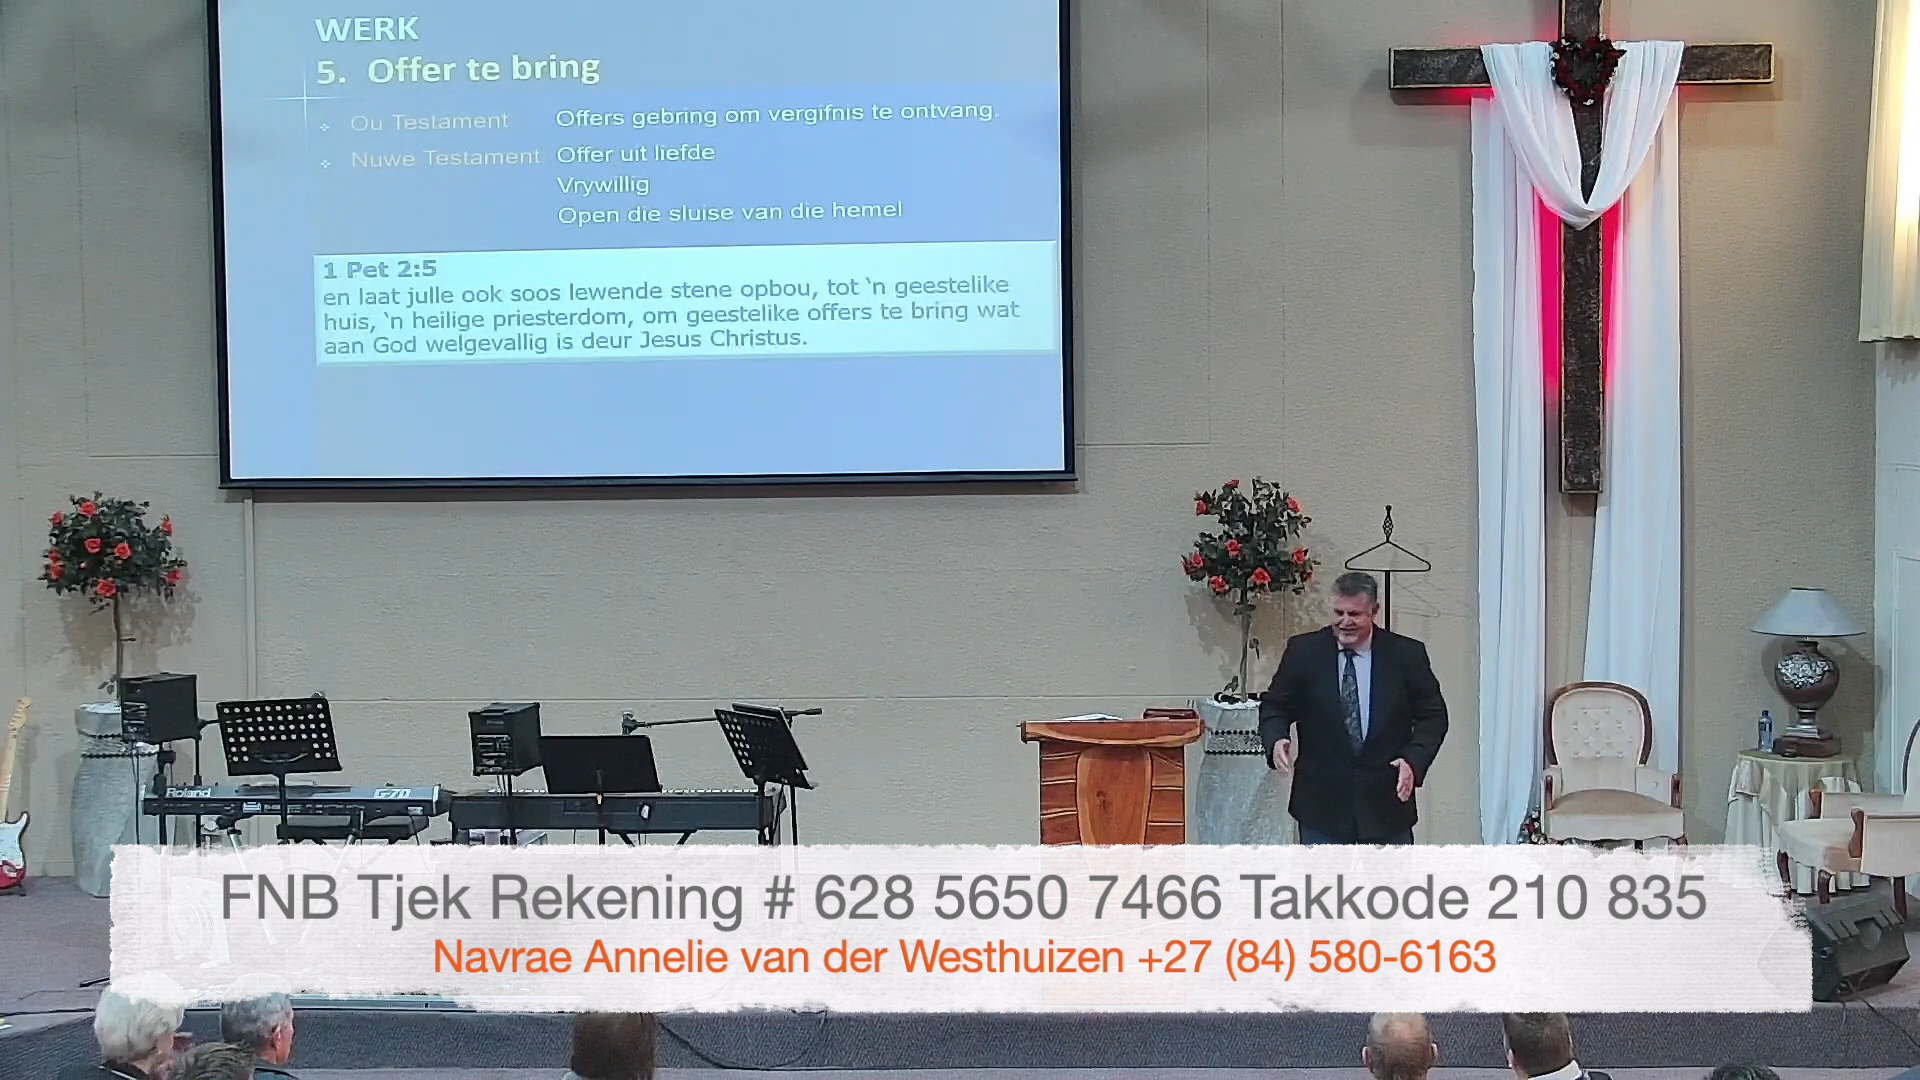 WERK
5. Offer te bring
Ou Testament Offers gebring om vergifnis te ontvang.
Nuwe Testament Offer uit liefde
Vrywillig
Open die sluise van die hemel
1 Pet 2:5
en laat julle ook soos lewende stene opbou, tot 'n geestelike
huis, 'n heilige priesterdom, om geestelike offers te bring wat
aan God welgevallig is deur Jesus Christus.
Roland G-70
FNB Tjek Rekening # 628 5650 7466 Takkode 210 835
Navrae Annelie van der Westhuizen +27 (84) 580-6163